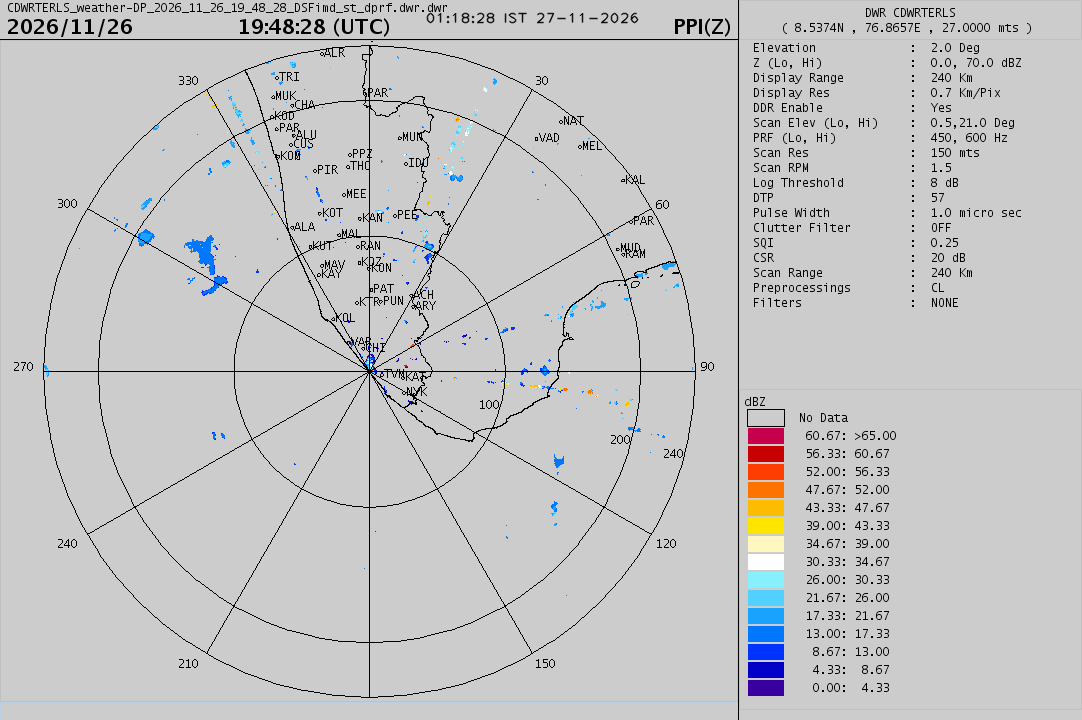 CDWRTERLS_weather-DP_2026_11_26_19_48_28_DSFimd_st_dprf.dwr.dwr
2026/11/26 19:48:28 (UTC) 01:18:28 IST 27-11-2026 PPI(Z)
DWR CDWRTERLS
( 8.5374N , 76.8657E , 27.0000 mts )
Elevation : 2.0 Deg
Z (Lo, Hi) : 0.0, 70.0 dBZ
Display Range : 240 Km
Display Res : 0.7 Km/Pix
DDR Enable : Yes
Scan Elev (Lo, Hi) : 0.5,21.0 Deg
PRF (Lo, Hi) : 450, 600 Hz
Scan Res : 150 mts
Scan RPM : 1.5
Log Threshold : 8 dB
DTP : 57
Pulse Width : 1.0 micro sec
Clutter Filter : OFF
SQI : 0.25
CSR : 20 dB
Scan Range : 240 Km
Preprocessings : CL
Filters : NONE
dBZ
No Data
60.67: >65.00
56.33: 60.67
52.00: 56.33
47.67: 52.00
43.33: 47.67
39.00: 43.33
34.67: 39.00
30.33: 34.67
26.00: 30.33
21.67: 26.00
17.33: 21.67
13.00: 17.33
8.67: 13.00
4.33: 8.67
0.00: 4.33
ALR
330
TRI
30
MUK
PAR
CHA
KOD
NAT
PAR
ALU
MUN
VAD
CUS
MEL
KOM
PPZ
THO
IDU
PIR
KAL
MEE
300
60
KOT
KAN
PEE
PAR
ALA
MAL
KUT
RAN
MUD
RAM
MAV
KOZ
KAY
KON
PAT
ACH
KTR
PUN
ARY
KOL
VAR
CHI
270
TVM
KAT
90
NYK
100
200
240
240
120
210
150